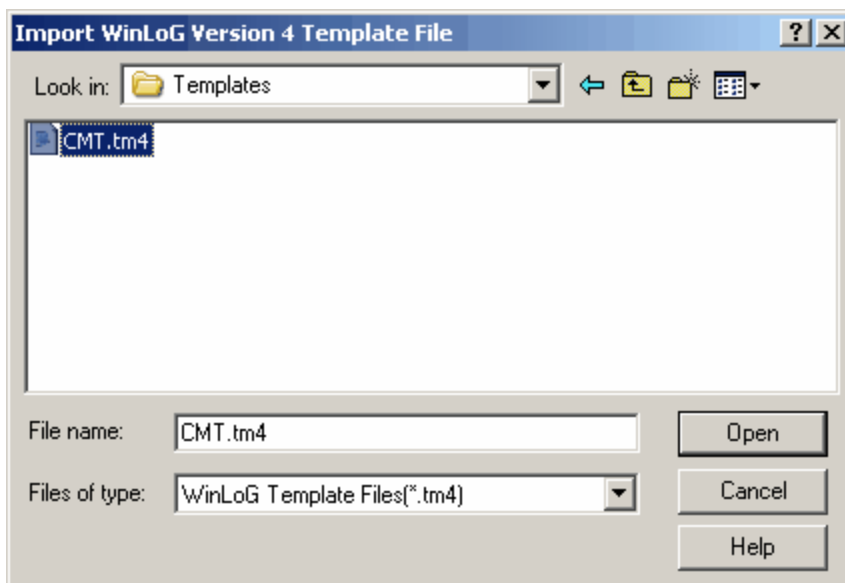 Import WinLoG Version 4 Template File
Look in: Templates
CMT.tm4
File name: CMT.tm4 Open
Files of type: WinLoG Template Files(*.tm4) Cancel
Help